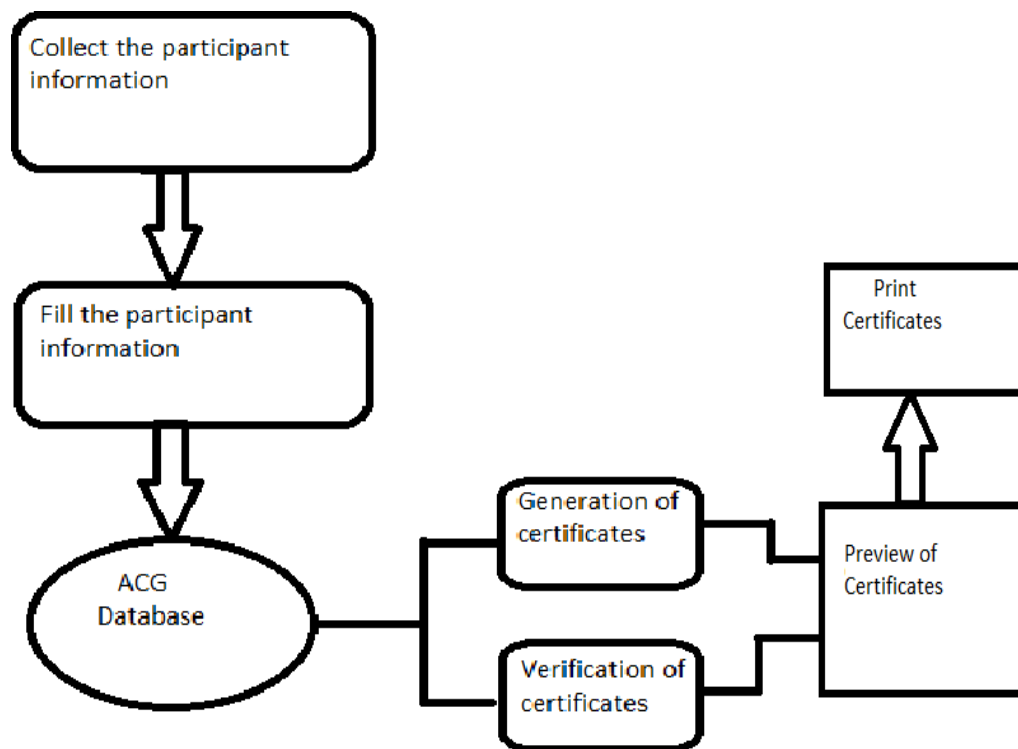 Collect the participant
information
Fill the participant
information
ACG
Database
Generation of
certificates
Verification of
certificates
Preview of
Certificates
Print
Certificates